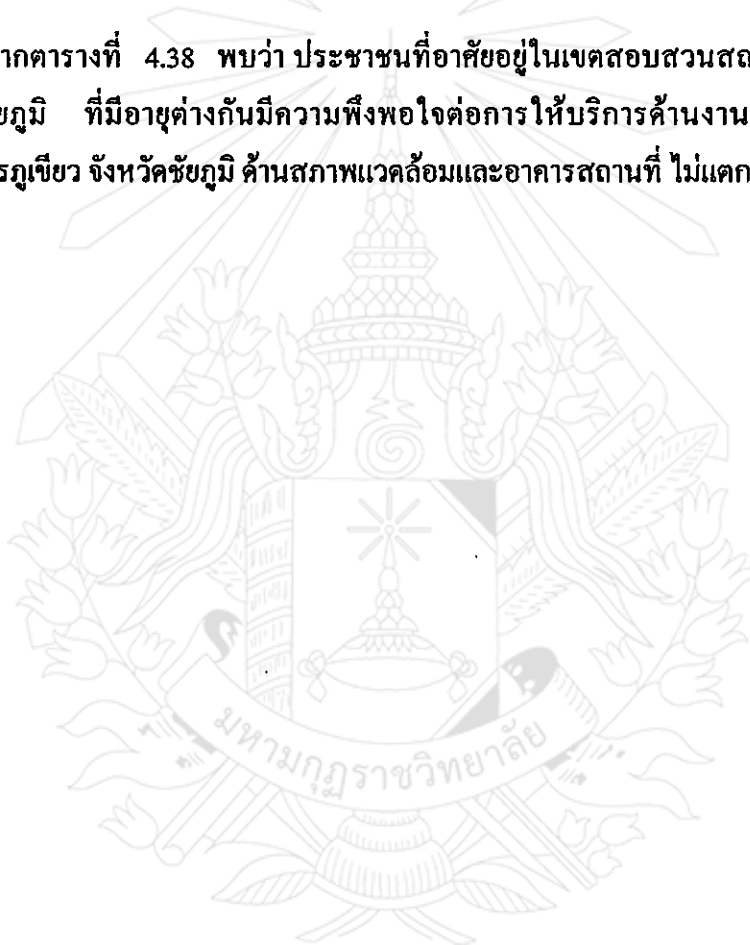 ากตารางที่ 4.38 พบว่า ประชาชนที่อาศัยอยู่ในเขตสอบสวนสถ
ยภูมิ ที่มีอายุต่างกันมีความพึงพอใจต่อการให้บริการด้านงาน
รภูเขียว จังหวัดชัยภูมิ ด้านสภาพแวดล้อมและอาคารสถานที่ ไม่แตก
มหามกุฏราชวิทยาลัย